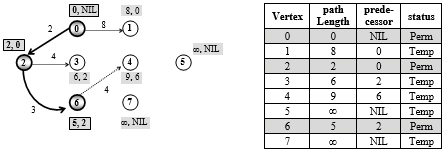 0, NIL
8, 0
2
0
8
1
∞, NIL
2, 0
2
4
3
4
5
6, 2
9, 6
3
4
6
7
5, 2
∞, NIL
Vertex path Length prede-cessor status
0 0 NIL Perm
1 8 0 Temp
2 2 0 Perm
3 6 2 Temp
4 9 6 Temp
5 ∞ NIL Temp
6 5 2 Perm
7 ∞ NIL Temp